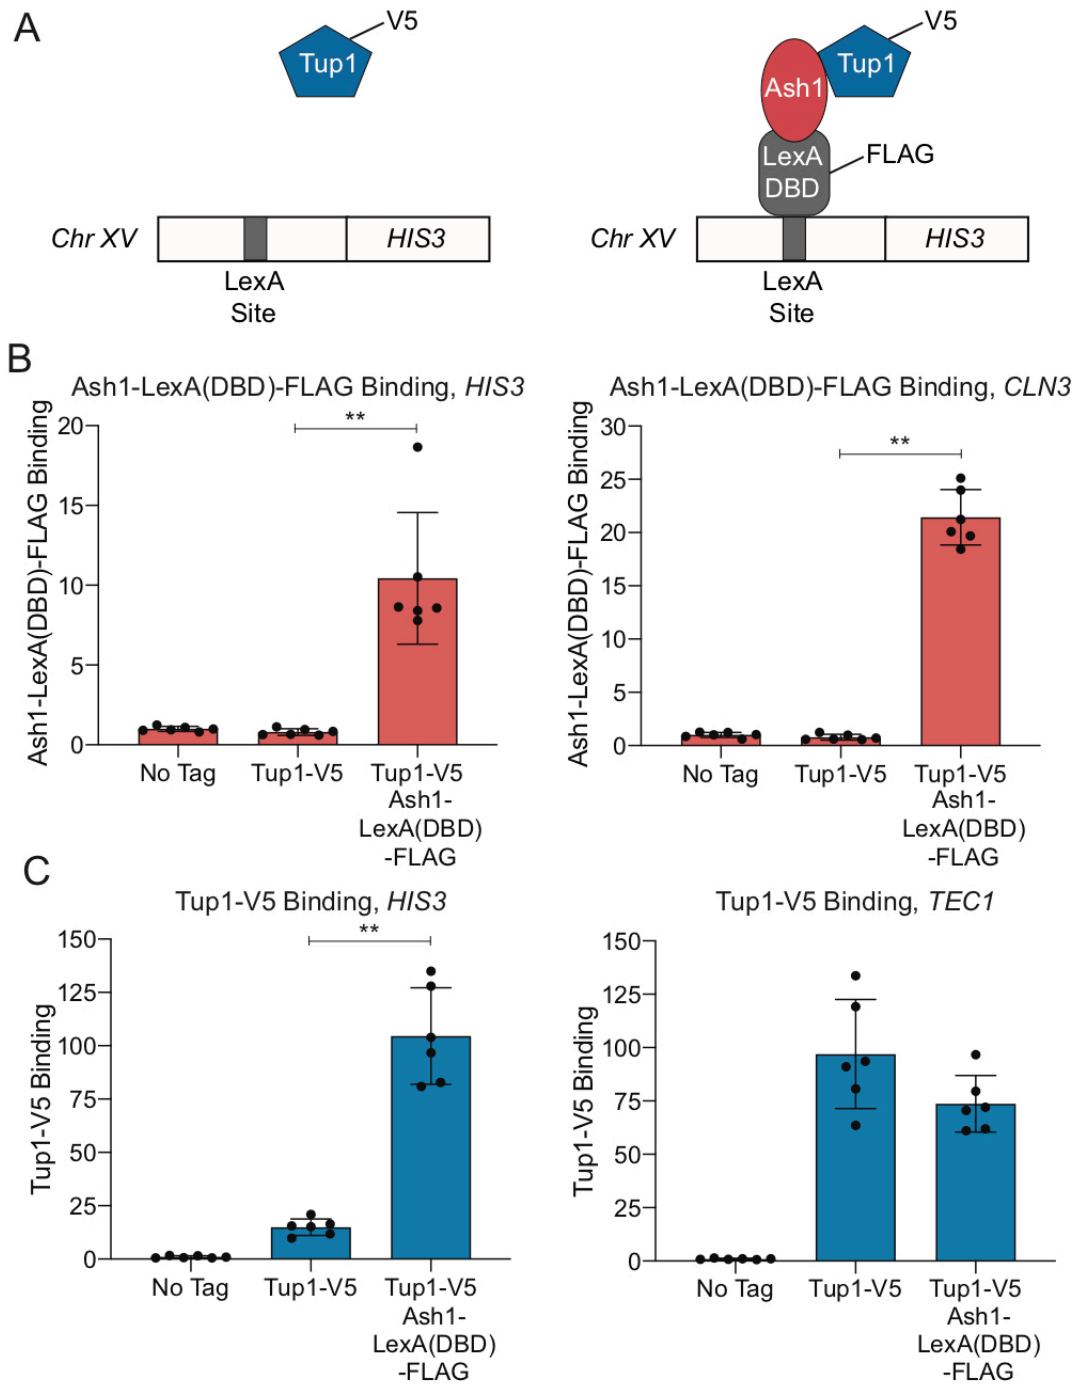 A
V5
Tup1
Chr XV
HIS3
LexA
Site
V5
Tup1
Ash1
LexA
DBD
FLAG
Chr XV
HIS3
LexA
Site
B
Ash1-LexA(DBD)-FLAG Binding, HIS3
**
Ash1-LexA(DBD)-FLAG Binding
20
15
10
5
0
No Tag
Tup1-V5
Tup1-V5
Ash1-
LexA(DBD)
-FLAG
Ash1-LexA(DBD)-FLAG Binding, CLN3
**
Ash1-LexA(DBD)-FLAG Binding
30
25
20
15
10
5
0
No Tag
Tup1-V5
Tup1-V5
Ash1-
LexA(DBD)
-FLAG
C
Tup1-V5 Binding, HIS3
**
Tup1-V5 Binding
150
125
100
75
50
25
0
No Tag
Tup1-V5
Tup1-V5
Ash1-
LexA(DBD)
-FLAG
Tup1-V5 Binding, TEC1
Tup1-V5 Binding
150
125
100
75
50
25
0
No Tag
Tup1-V5
Tup1-V5
Ash1-
LexA(DBD)
-FLAG